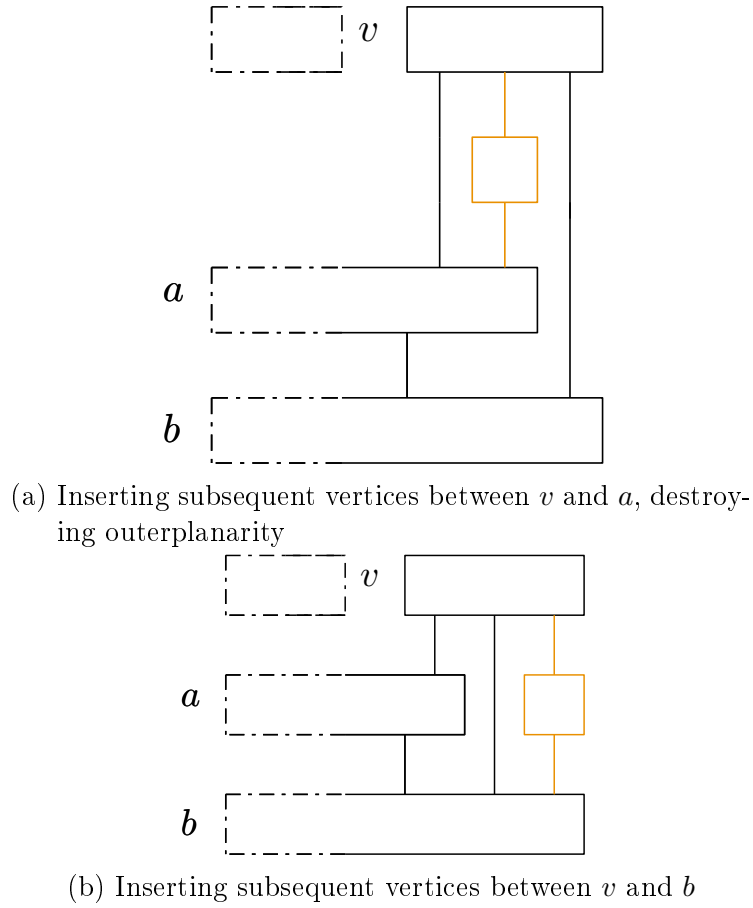 v
a
b
(a) Inserting subsequent vertices between v and a, destroy-
ing outerplanarity
v
a
b
(b) Inserting subsequent vertices between v and b